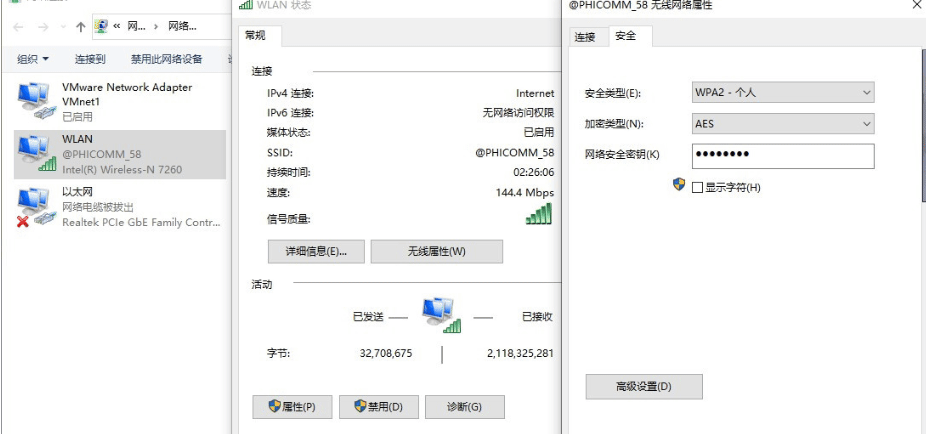 « 网... › 网络...
组织
连接到
禁用此网络设备
VMware Network Adapter
VMnet1
已启用
WLAN
@PHICOMM_58
Intel(R) Wireless-N 7260
以太网
网络电缆被拔出
Realtek PCIe GbE Family Contr...
WLAN 状态
常规
连接
IPv4 连接: Internet
IPv6 连接: 无网络访问权限
媒体状态: 已启用
SSID: @PHICOMM_58
持续时间: 02:26:06
速度: 144.4 Mbps
信号质量:
详细信息(E)... 无线属性(W)
活动
已发送 —— —— 已接收
字节: 32,708,675 | 2,118,325,281
属性(P) 禁用(D) 诊断(G)
@PHICOMM_58 无线网络属性
连接 安全
安全类型(E): WPA2 - 个人
加密类型(N): AES
网络安全密钥(K) ●●●●●●●●
显示字符(H)
高级设置(D)